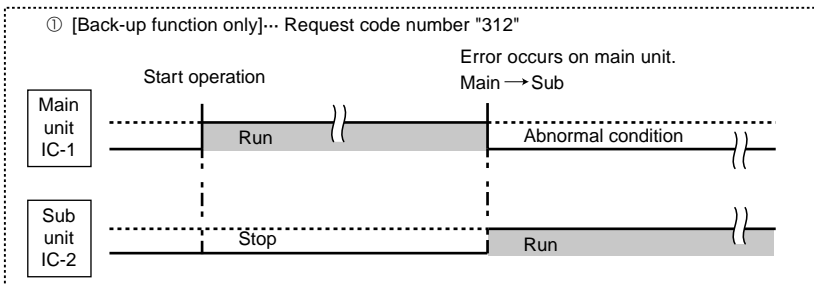 ① [Back-up function only]··· Request code number "312"
Error occurs on main unit.
Start operation
Main → Sub
Main
unit
IC-1
Run
Abnormal condition
Sub
unit
IC-2
Stop
Run